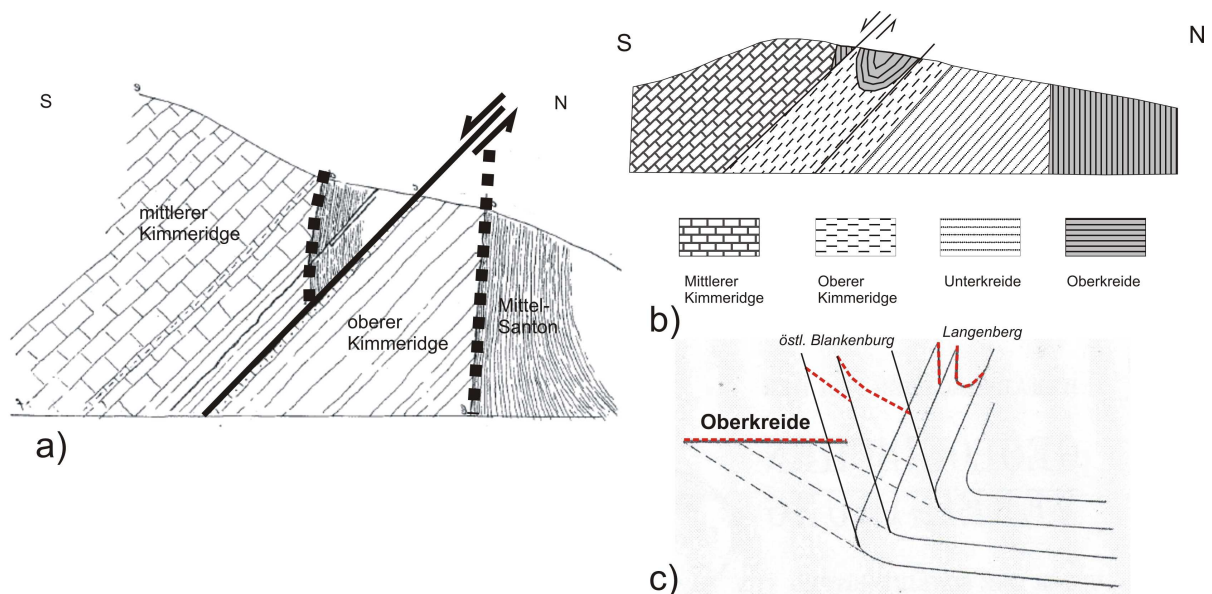 S
N
mittlerer
Kimmeridge
oberer
Kimmeridge
Mittel-
Santon
a)
S
N
Mittlerer
Kimmeridge
Oberer
Kimmeridge
Unterkreide
Oberkreide
b)
östl. Blankenburg
Langenberg
Oberkreide
c)